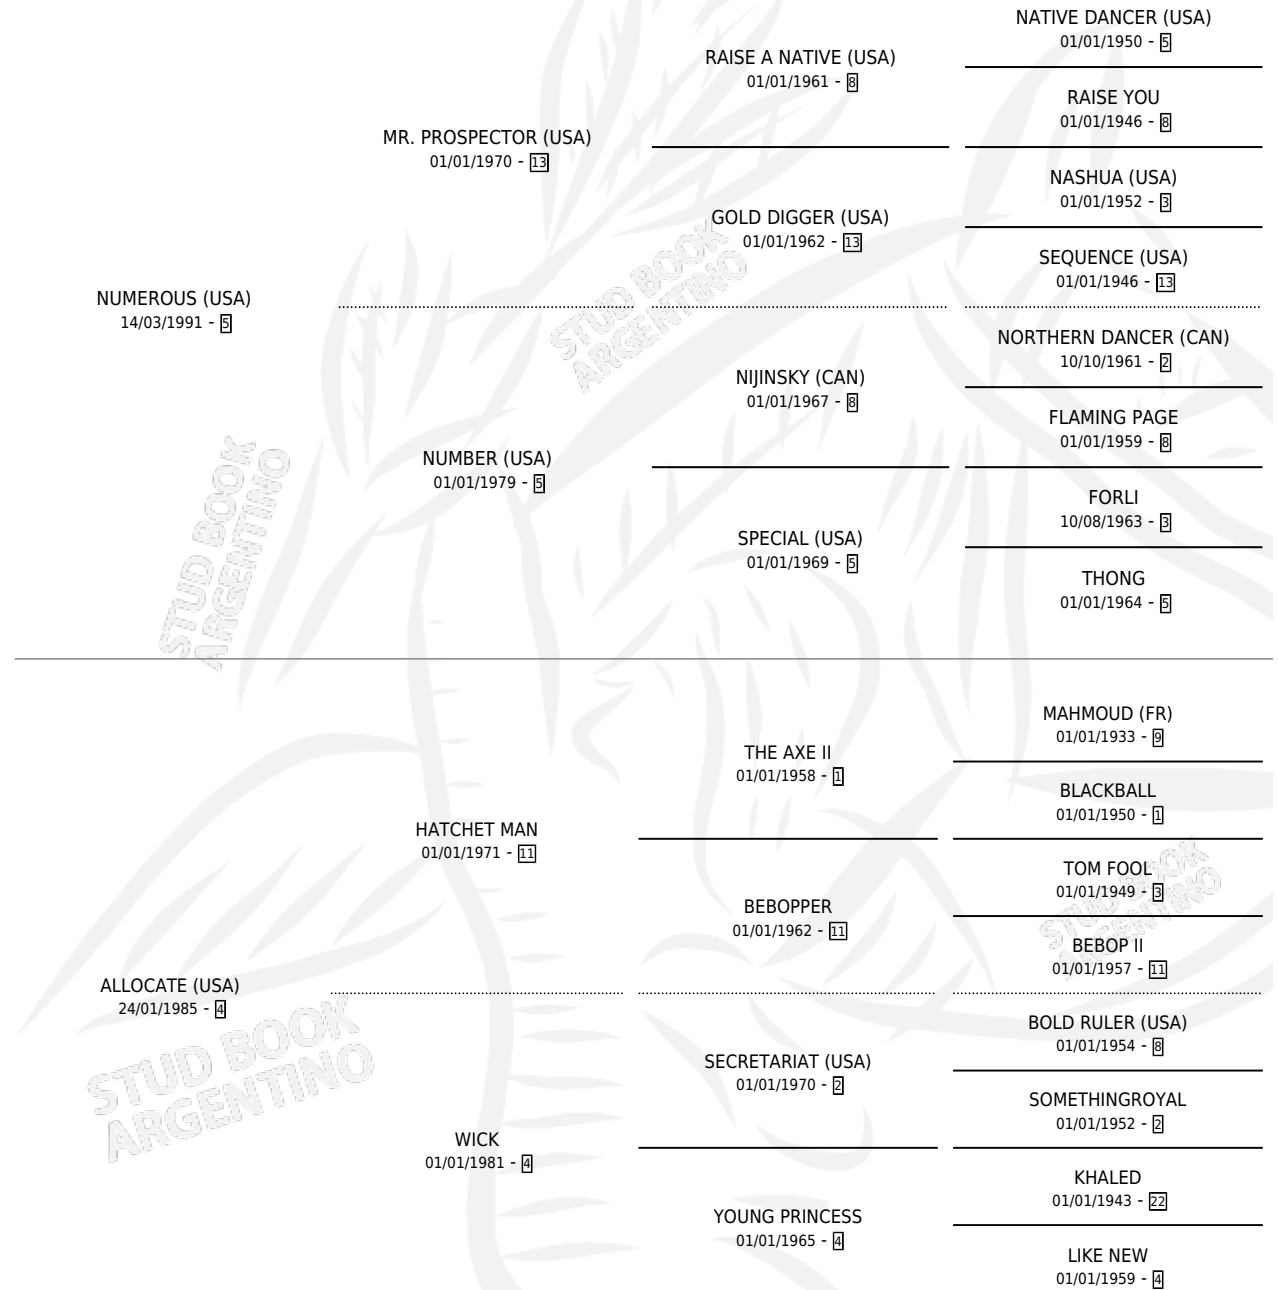 NATIVE DANCER (USA)
01/01/1950 - 5
RAISE A NATIVE (USA)
01/01/1961 - 8
RAISE YOU
01/01/1946 - 8
MR. PROSPECTOR (USA)
01/01/1970 - 13
NASHUA (USA)
01/01/1952 - 3
GOLD DIGGER (USA)
01/01/1962 - 13
SEQUENCE (USA)
01/01/1946 - 13
NUMEROUS (USA)
14/03/1991 - 5
STUD BOOK
ARGENTINO
NORTHERN DANCER (CAN)
10/10/1961 - 2
NIJINSKY (CAN)
01/01/1967 - 8
FLAMING PAGE
01/01/1959 - 8
NUMBER (USA)
01/01/1979 - 5
FORLI
10/08/1963 - 3
SPECIAL (USA)
01/01/1969 - 5
THONG
01/01/1964 - 5
STUD BOOK
ARGENTINO
MAHMOUD (FR)
01/01/1933 - 9
THE AXE II
01/01/1958 - 1
BLACKBALL
01/01/1950 - 1
HATCHET MAN
01/01/1971 - 11
TOM FOOL
01/01/1949 - 3
BEBOPPER
01/01/1962 - 11
BEBOP II
01/01/1957 - 11
STUD BOOK
ARGENTINO
ALLOCATE (USA)
24/01/1985 - 4
BOLD RULER (USA)
01/01/1954 - 8
SECRETARIAT (USA)
01/01/1970 - 2
SOMETHINGROYAL
01/01/1952 - 2
STUD BOOK
ARGENTINO
WICK
01/01/1981 - 4
KHALED
01/01/1943 - 22
YOUNG PRINCESS
01/01/1965 - 4
LIKE NEW
01/01/1959 - 4